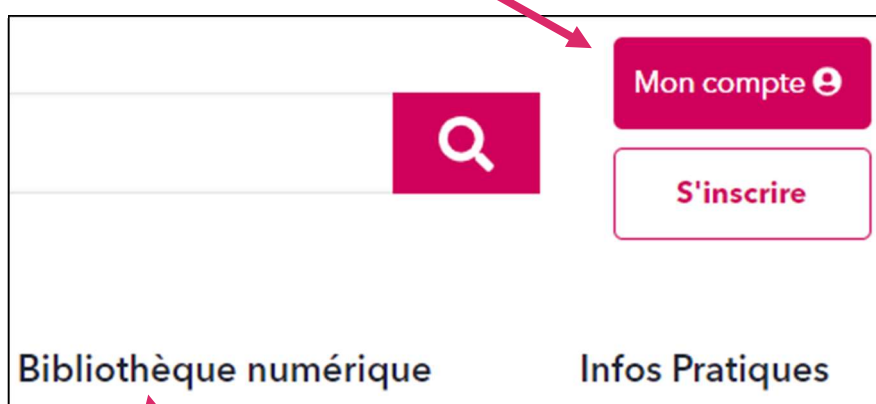 Mon compte
S'inscrire
Bibliothèque numérique
Infos Pratiques